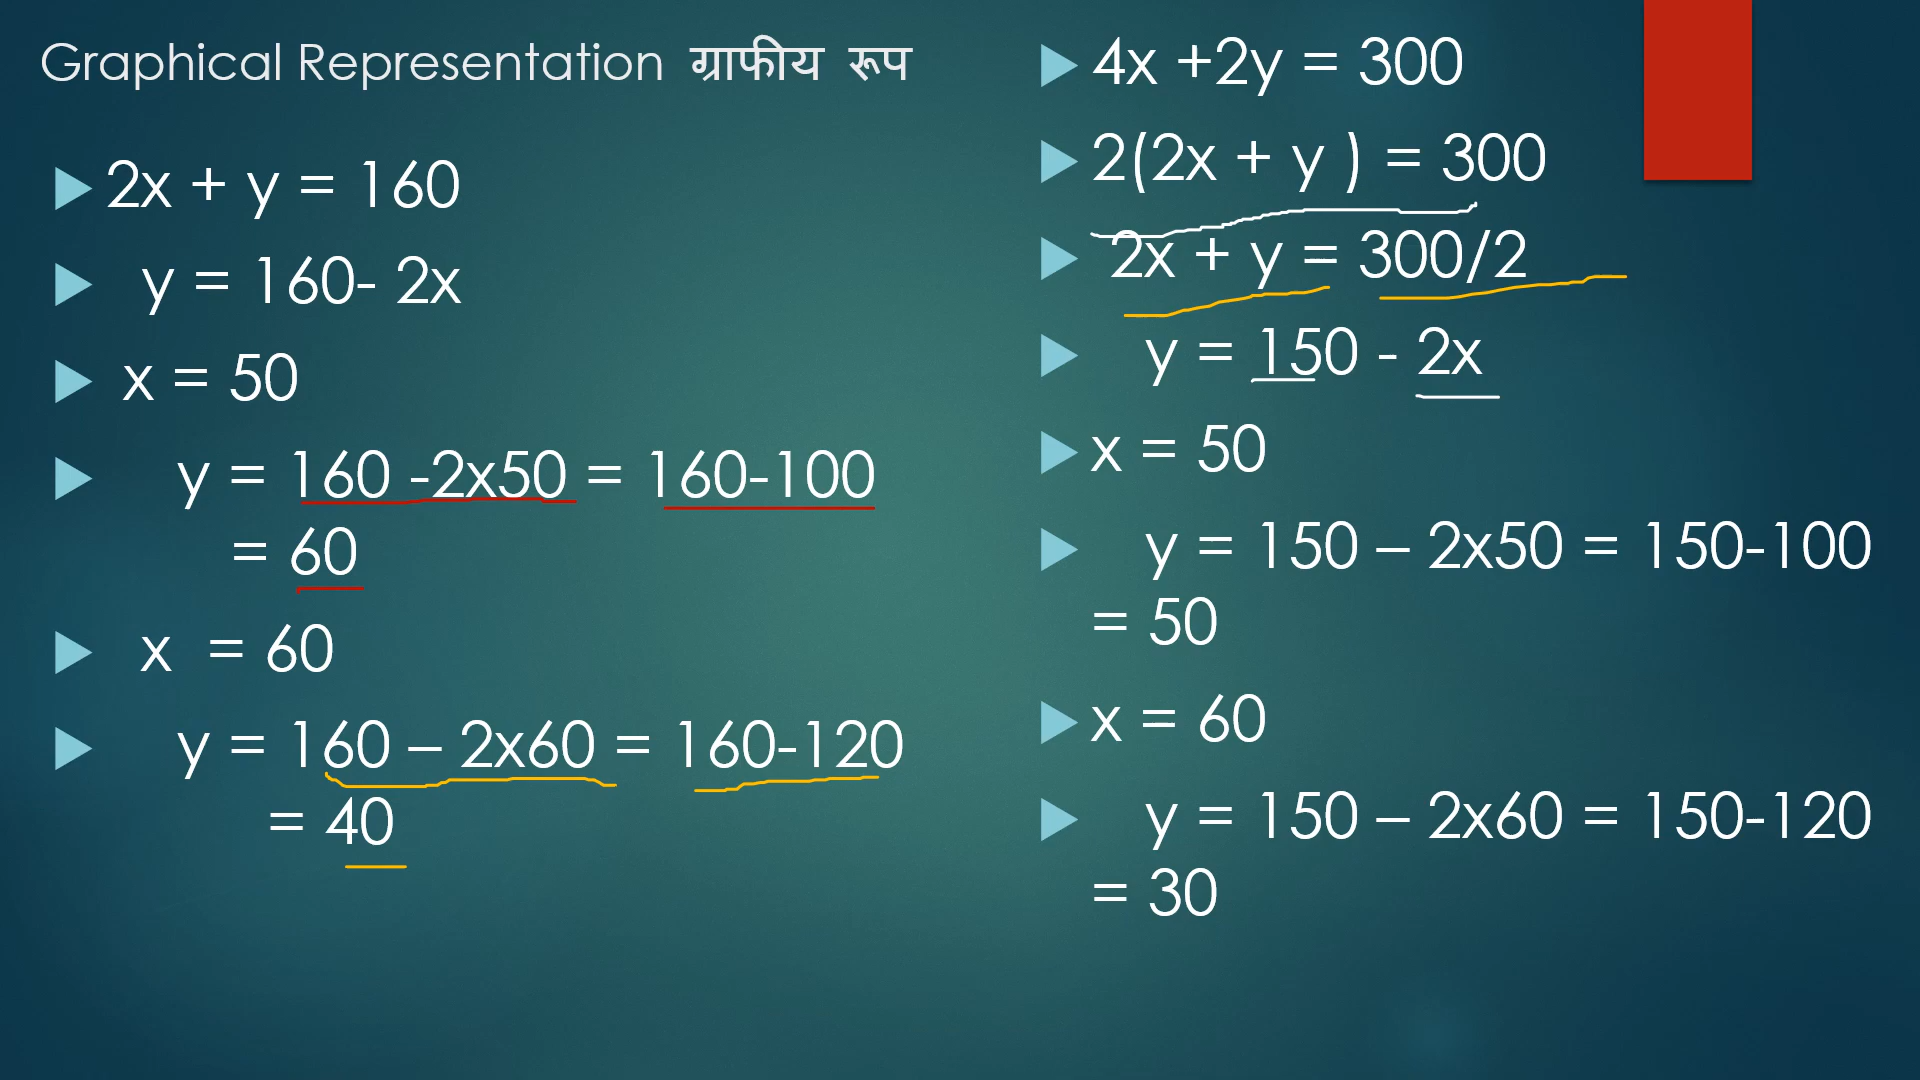 Graphical Representation ग्राफीय रूप
2x + y = 160
y = 160- 2x
x = 50
y = 160 -2x50 = 160-100
= 60
x = 60
y = 160 – 2x60 = 160-120
= 40
4x +2y = 300
2(2x + y ) = 300
2x + y = 300/2
y = 150 - 2x
x = 50
y = 150 – 2x50 = 150-100
= 50
x = 60
y = 150 – 2x60 = 150-120
= 30